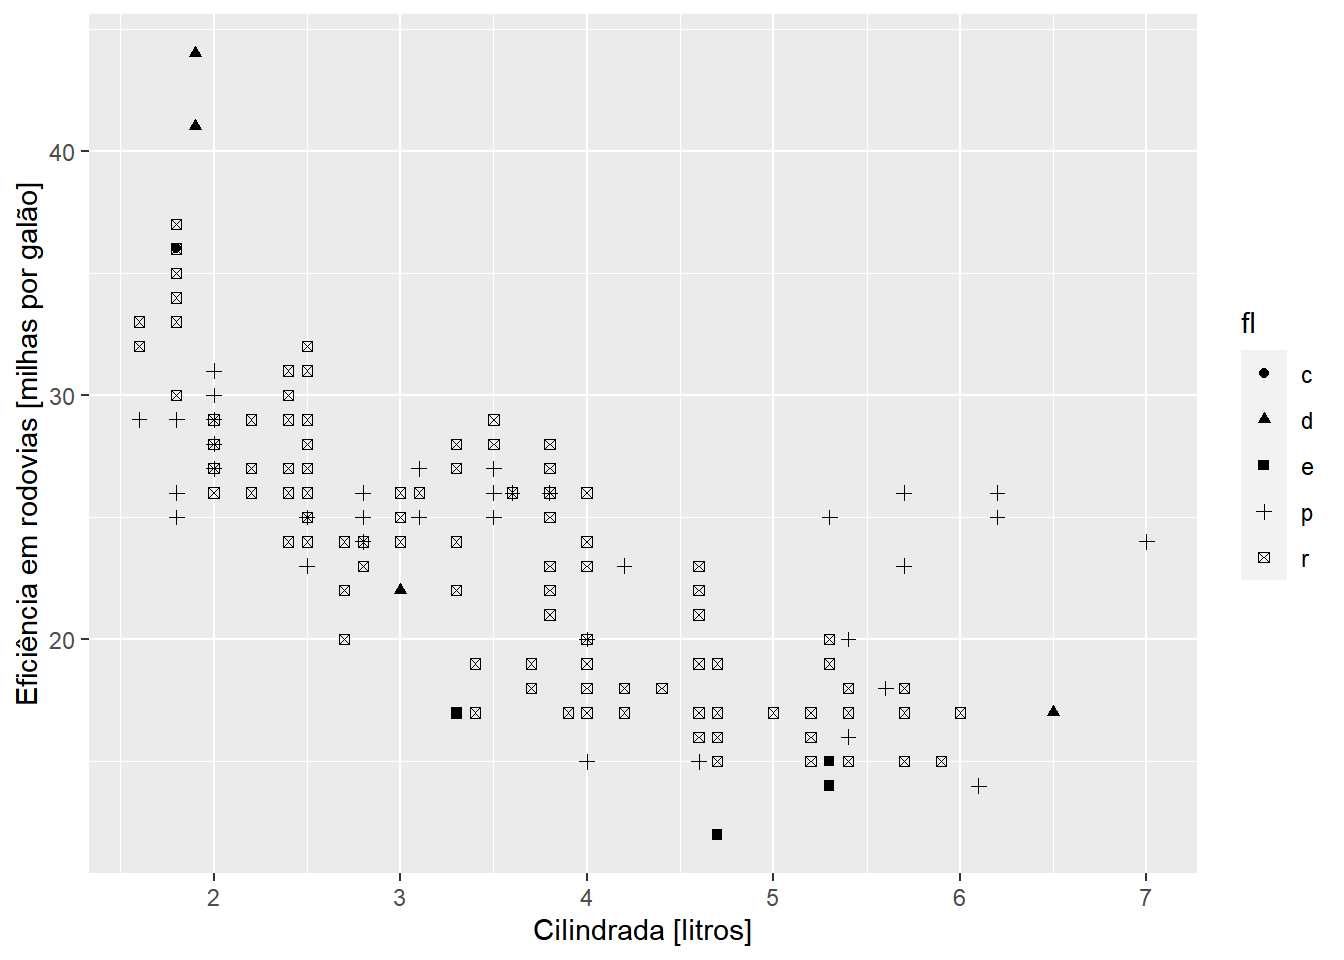 40
30
20
2 3 4 5 6 7
Cilindrada [litros]
Eficiência em rodovias [milhas por galão]
fl
c
d
e
p
r